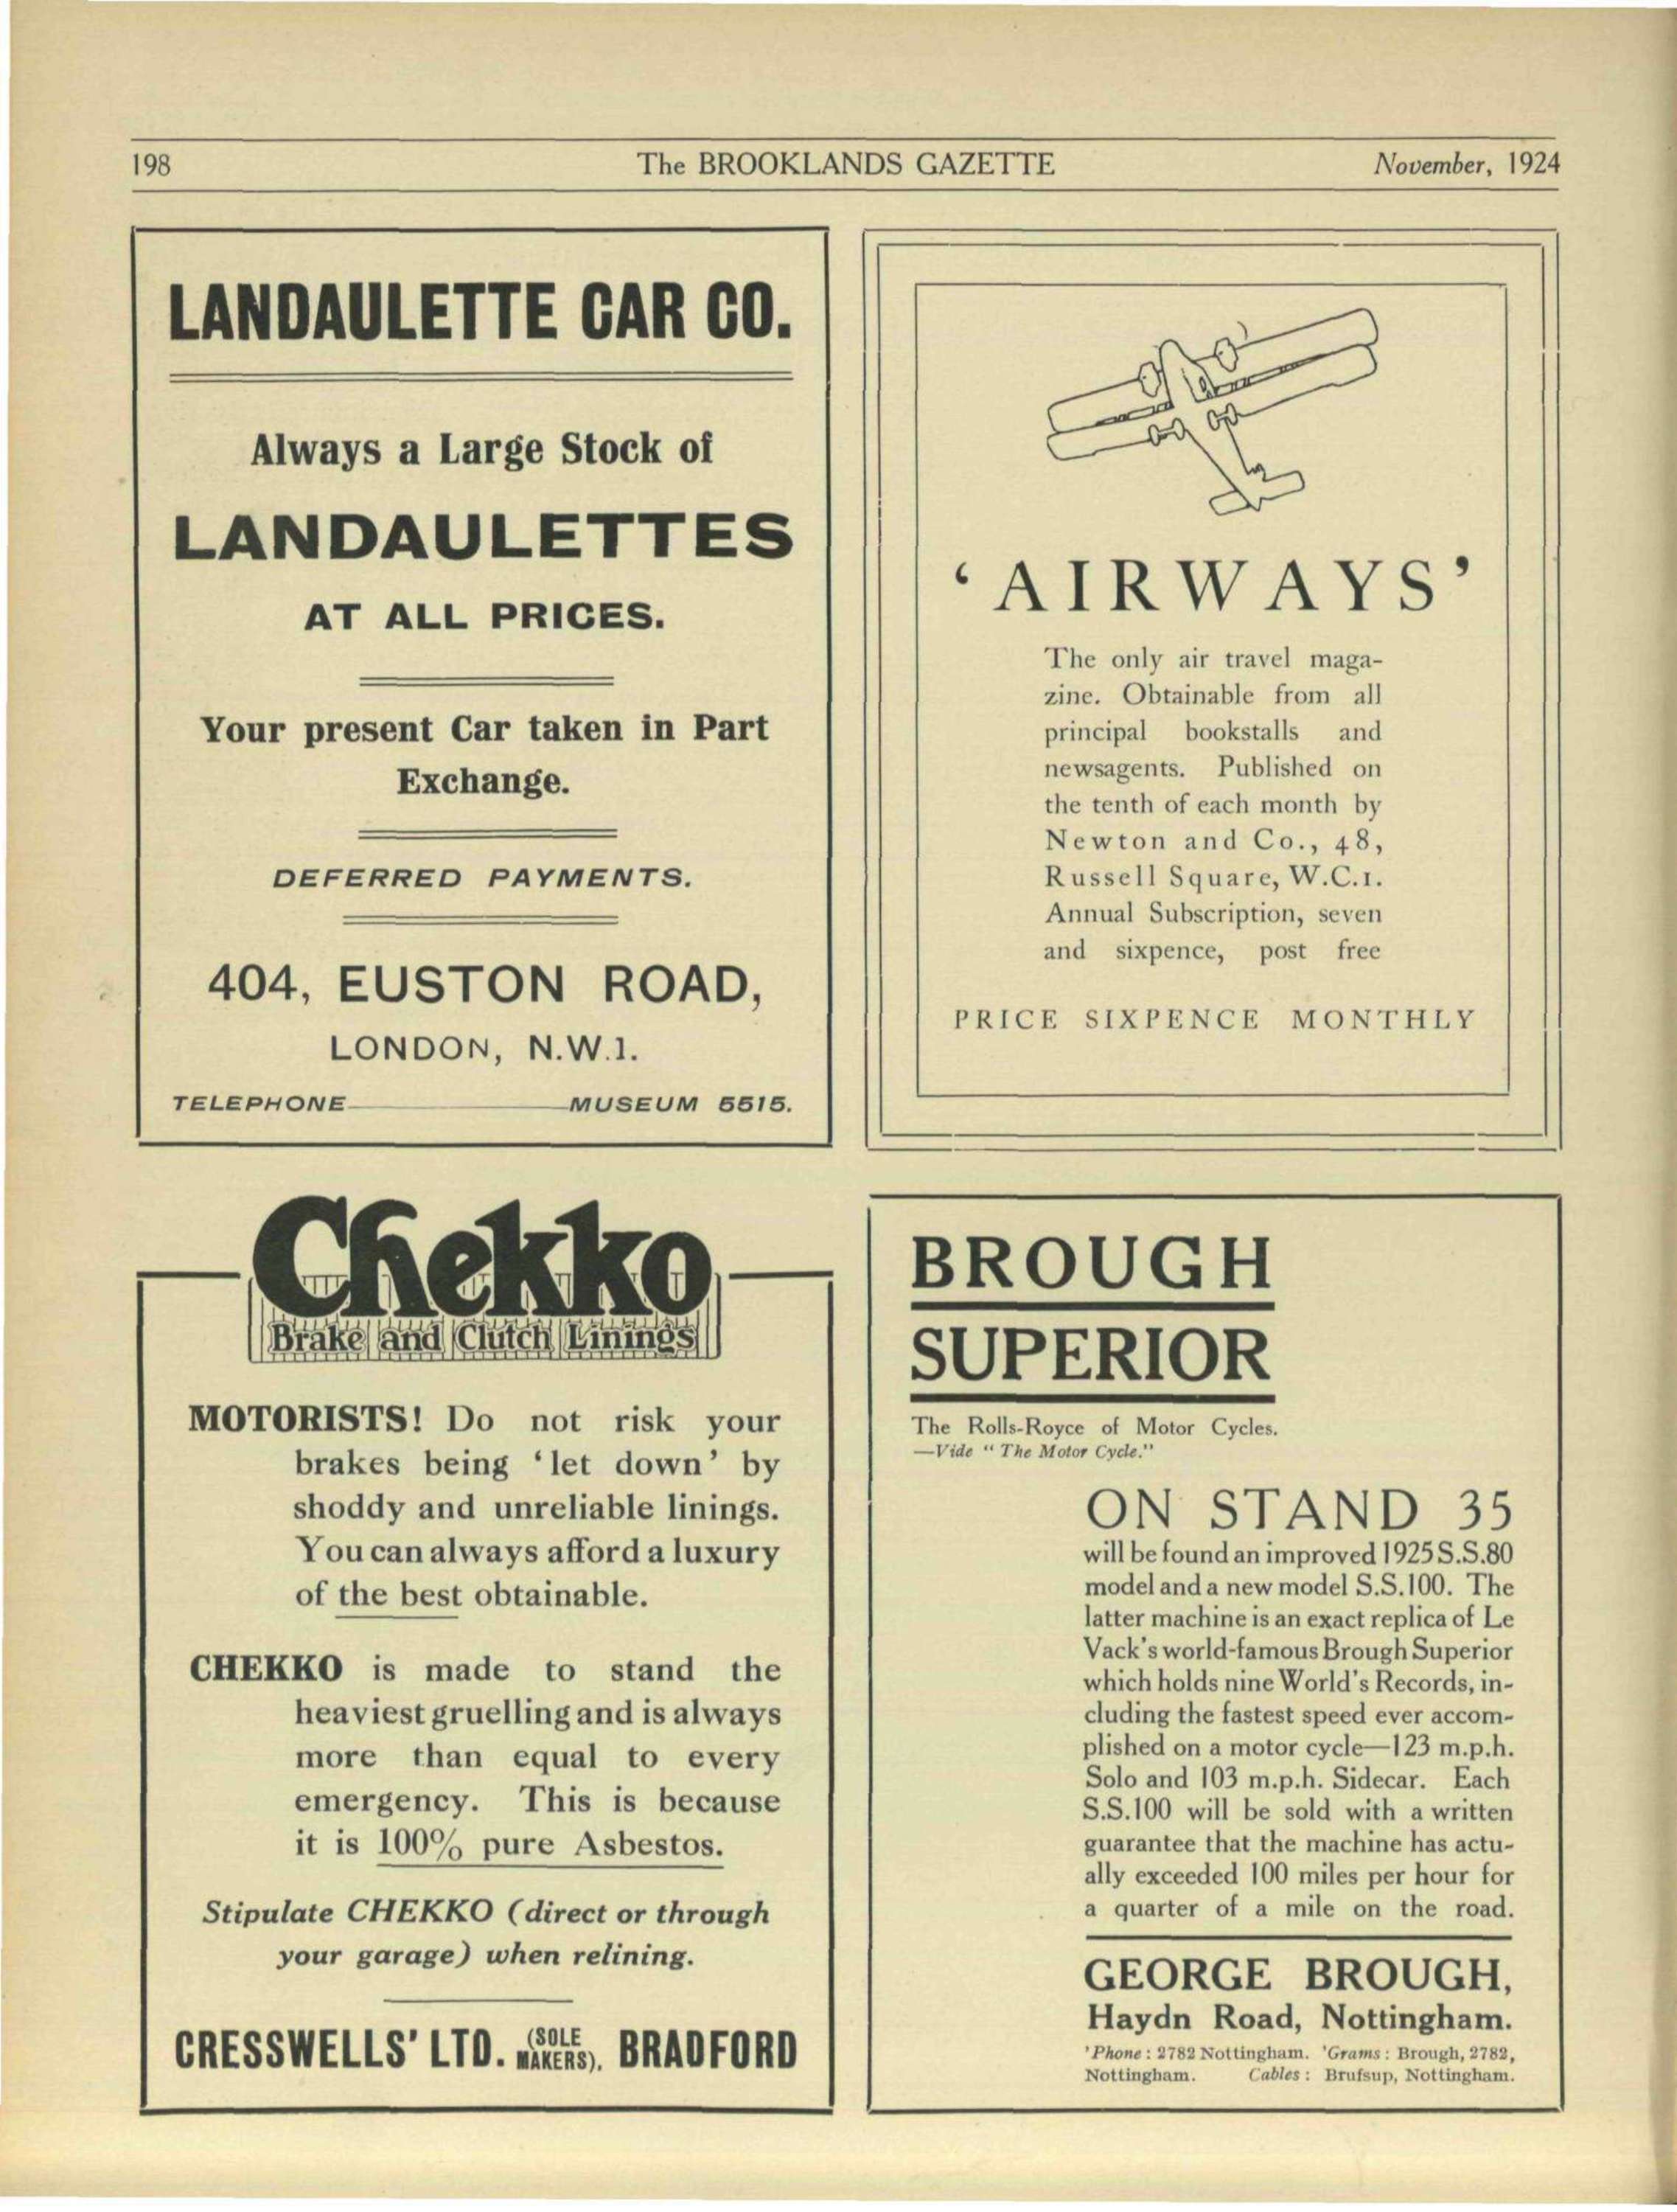 198
The BROOKLANDS GAZETTE
November, 1924
LANDAULETTE CAR CO.
Always a Large Stock of
LANDAULETTES
AT ALL PRICES.
Your present Car taken in Part
Exchange.
DEFERRED PAYMENTS.
404, EUSTON ROAD,
LONDON, N.W.1.
TELEPHONE MUSEUM 5515.
'AIRWAYS'
The only air travel maga-
zine. Obtainable from all
principal bookstalls and
newsagents. Published on
the tenth of each month by
Newton and Co., 48,
Russell Square, W.C.1.
Annual Subscription, seven
and sixpence, post free
PRICE SIXPENCE MONTHLY
Chekko
Brake and Clutch Linings
MOTORISTS! Do not risk your
brakes being 'let down' by
shoddy and unreliable linings.
You can always afford a luxury
of the best obtainable.
CHEKKO is made to stand the
heaviest gruelling and is always
more than equal to every
emergency. This is because
it is 100% pure Asbestos.
Stipulate CHEKKO (direct or through
your garage) when relining.
CRESSWELLS' LTD. (SOLE MAKERS), BRADFORD
BROUGH
SUPERIOR
The Rolls-Royce of Motor Cycles.
—Vide "The Motor Cycle."
ON STAND 35
will be found an improved 1925 S.S.80
model and a new model S.S.100. The
latter machine is an exact replica of Le
Vack's world-famous Brough Superior
which holds nine World's Records, in-
cluding the fastest speed ever accom-
plished on a motor cycle—123 m.p.h.
Solo and 103 m.p.h. Sidecar. Each
S.S.100 will be sold with a written
guarantee that the machine has actu-
ally exceeded 100 miles per hour for
a quarter of a mile on the road.
GEORGE BROUGH,
Haydn Road, Nottingham.
'Phone: 2782 Nottingham. 'Grams: Brough, 2782,
Nottingham. Cables: Brufsup, Nottingham.